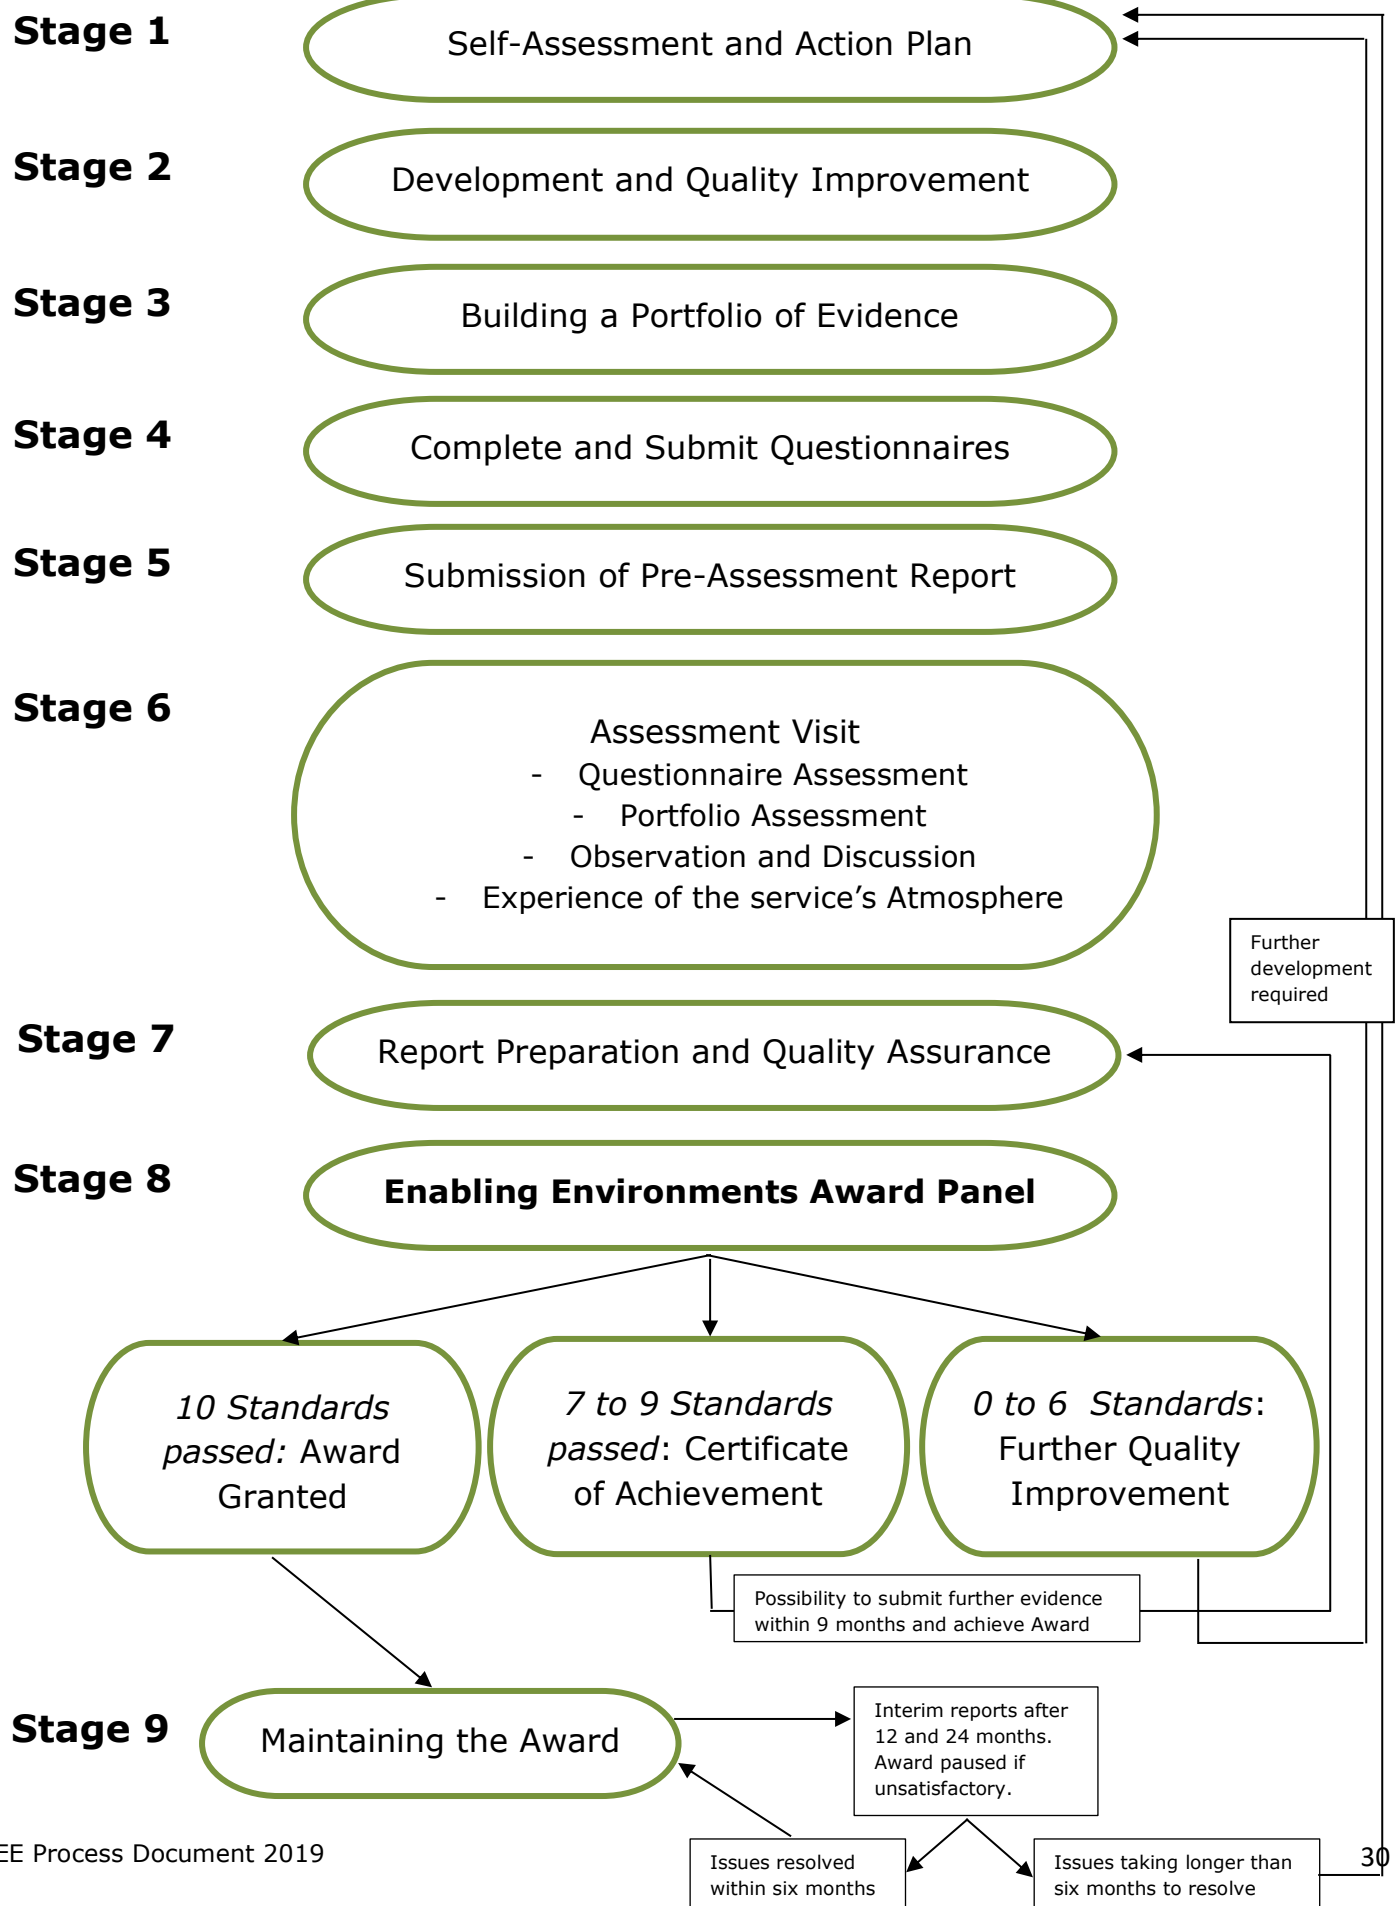 Stage 1
Self-Assessment and Action Plan
Stage 2
Development and Quality Improvement
Stage 3
Building a Portfolio of Evidence
Stage 4
Complete and Submit Questionnaires
Stage 5
Submission of Pre-Assessment Report
Stage 6
Assessment Visit
- Questionnaire Assessment
- Portfolio Assessment
- Observation and Discussion
- Experience of the service’s Atmosphere
Further
development
required
Stage 7
Report Preparation and Quality Assurance
Stage 8
Enabling Environments Award Panel
10 Standards
passed: Award
Granted
7 to 9 Standards
passed: Certificate
of Achievement
0 to 6 Standards:
Further Quality
Improvement
Possibility to submit further evidence
within 9 months and achieve Award
Stage 9
Maintaining the Award
Interim reports after
12 and 24 months.
Award paused if
unsatisfactory.
Issues resolved
within six months
Issues taking longer than
six months to resolve
EE Process Document 2019
30